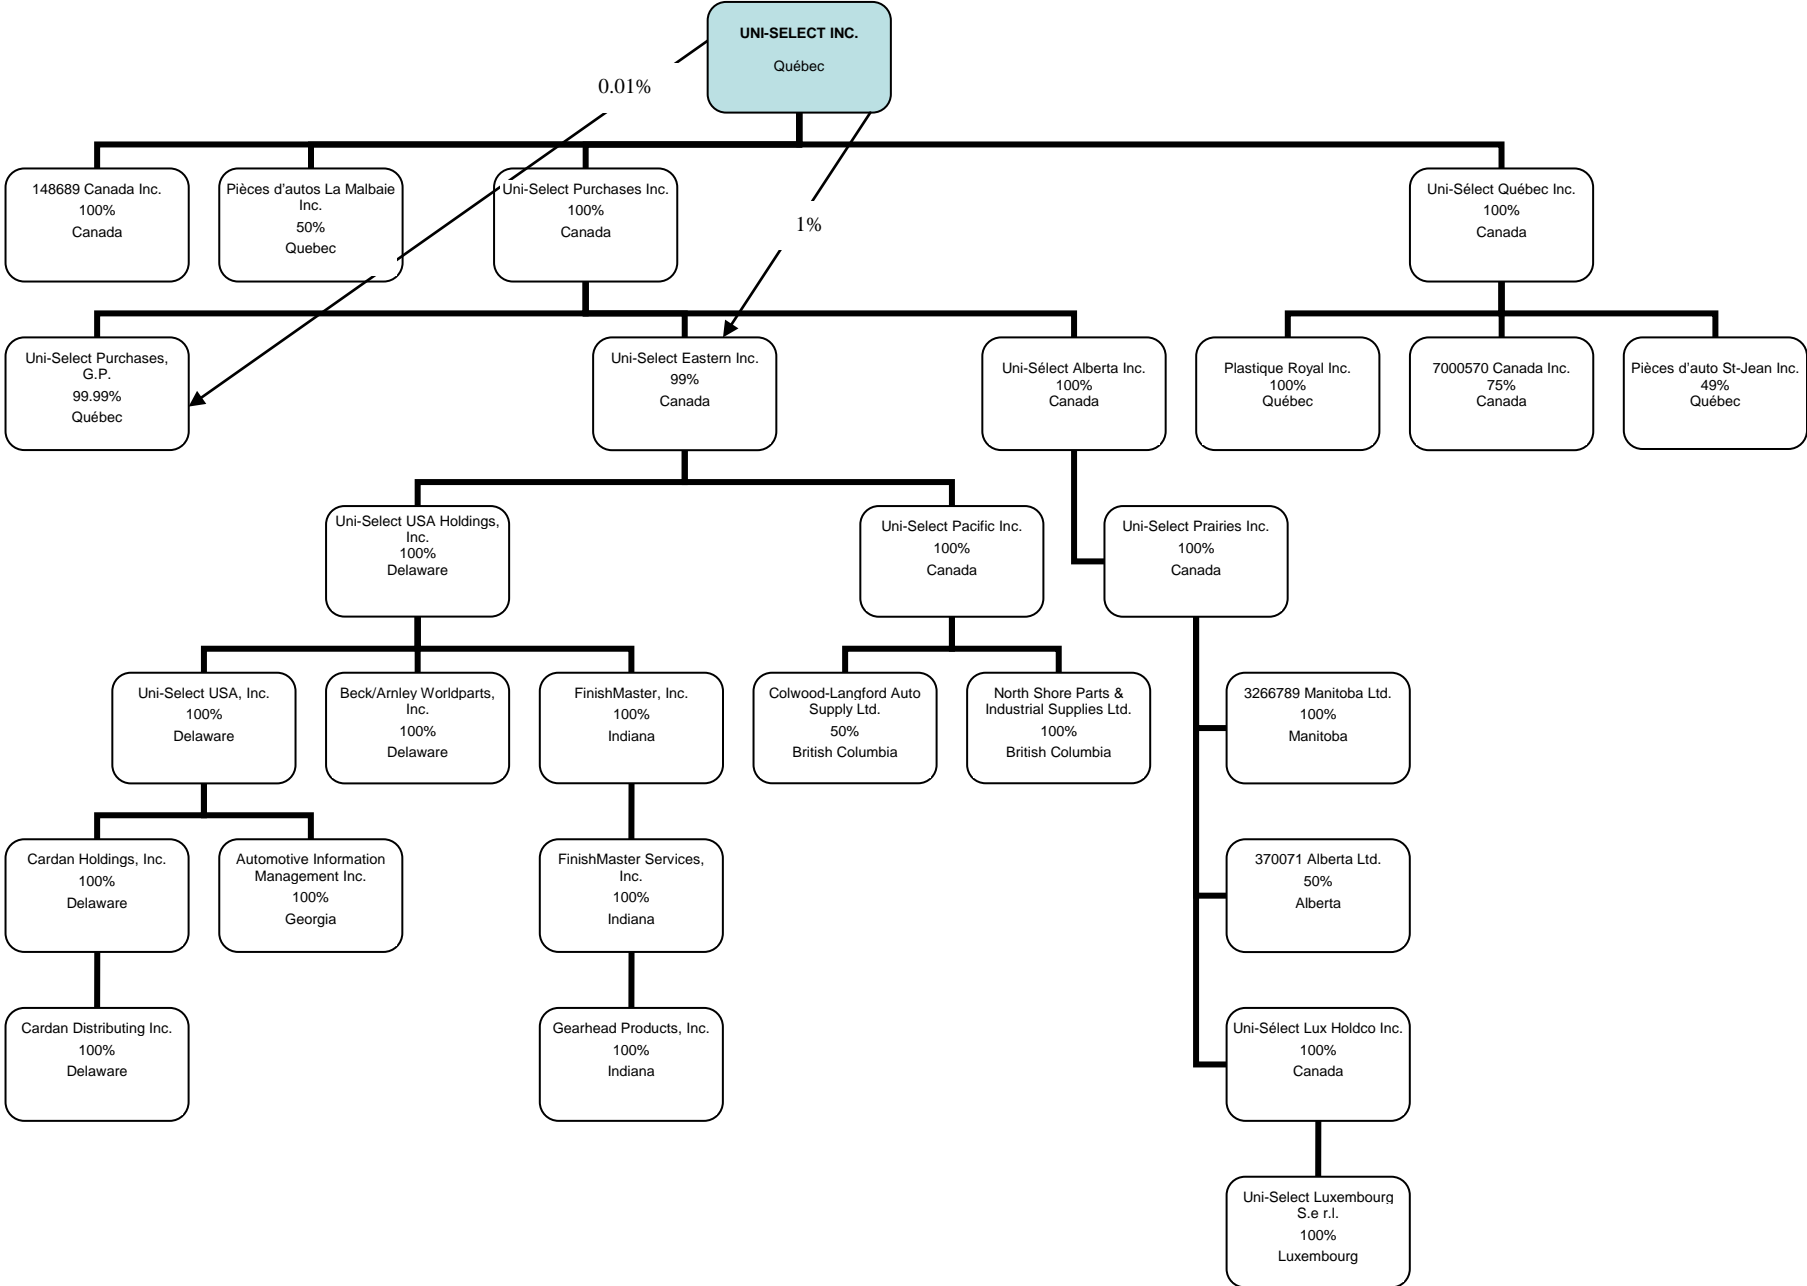 UNI-SELECT INC.
Québec
0.01%
1%
148689 Canada Inc.
100%
Canada
Pièces d'autos La Malbaie
Inc.
50%
Quebec
Uni-Select Purchases Inc.
100%
Canada
Uni-Sélect Québec Inc.
100%
Canada
Uni-Select Purchases,
G.P.
99.99%
Québec
Uni-Select Eastern Inc.
99%
Canada
Uni-Sélect Alberta Inc.
100%
Canada
Plastique Royal Inc.
100%
Québec
7000570 Canada Inc.
75%
Canada
Pièces d'auto St-Jean Inc.
49%
Québec
Uni-Select USA Holdings,
Inc.
100%
Delaware
Uni-Select Pacific Inc.
100%
Canada
Uni-Select Prairies Inc.
100%
Canada
Uni-Select USA, Inc.
100%
Delaware
Beck/Arnley Worldparts,
Inc.
100%
Delaware
FinishMaster, Inc.
100%
Indiana
Colwood-Langford Auto
Supply Ltd.
50%
British Columbia
North Shore Parts &
Industrial Supplies Ltd.
100%
British Columbia
3266789 Manitoba Ltd.
100%
Manitoba
Cardan Holdings, Inc.
100%
Delaware
Automotive Information
Management Inc.
100%
Georgia
FinishMaster Services,
Inc.
100%
Indiana
370071 Alberta Ltd.
50%
Alberta
Cardan Distributing Inc.
100%
Delaware
Gearhead Products, Inc.
100%
Indiana
Uni-Sélect Lux Holdco Inc.
100%
Canada
Uni-Select Luxembourg
S.e r.l.
100%
Luxembourg